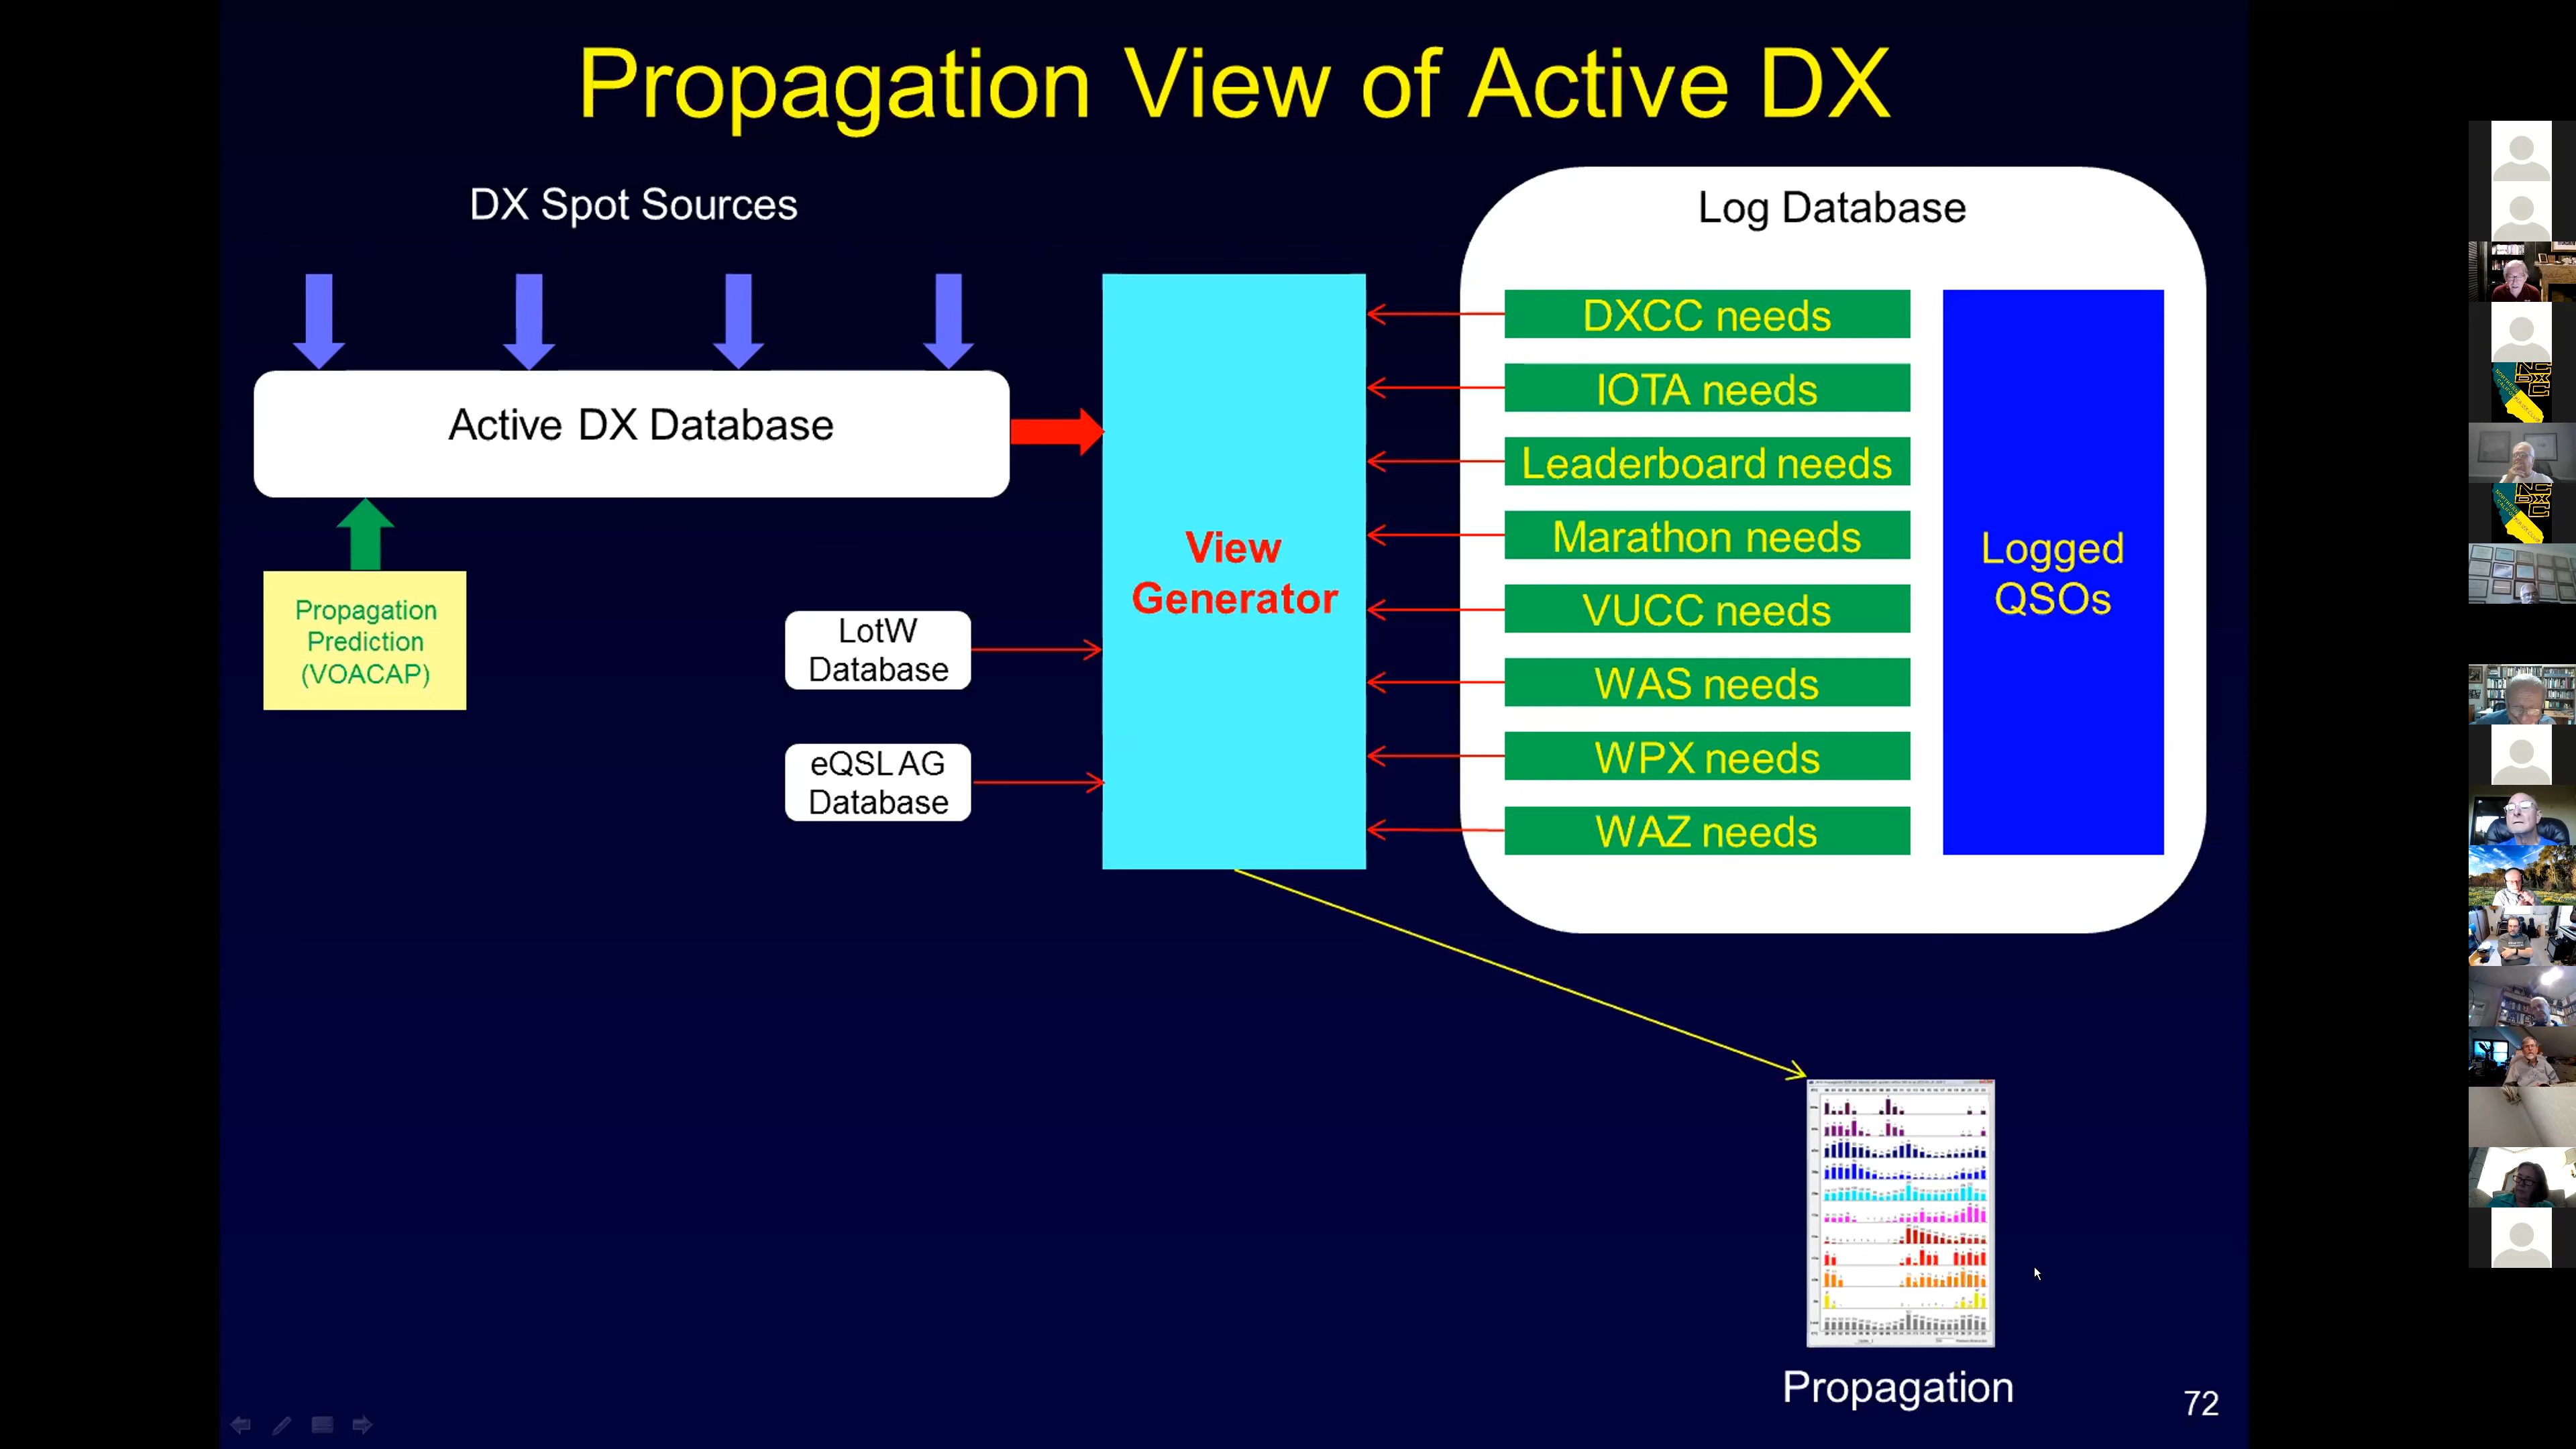 Propagation View of Active DX
DX Spot Sources
Active DX Database
Propagation
Prediction
(VOACAP)
LotW
Database
eQSL AG
Database
View
Generator
Log Database
DXCC needs
IOTA needs
Leaderboard needs
Marathon needs
VUCC needs
WAS needs
WPX needs
WAZ needs
Logged
QSOs
Propagation
72